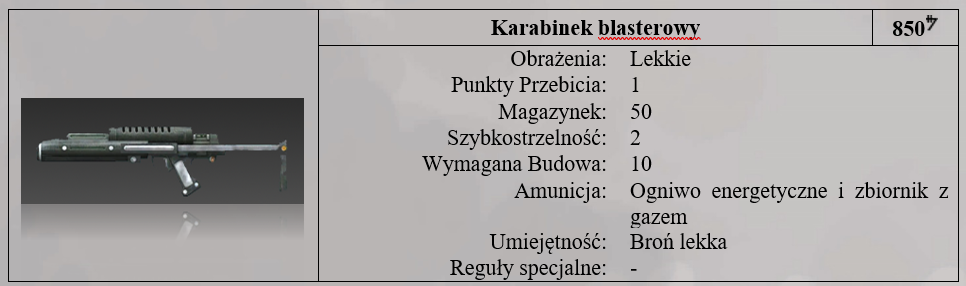 Karabinek blasterowy 850
Obrażenia: Lekkie
Punkty Przebicia: 1
Magazynek: 50
Szybkostrzelność: 2
Wymagana Budowa: 10
Amunicja: Ogniwo energetyczne i zbiornik z
gazem
Umiejętność: Broń lekka
Reguły specjalne: -